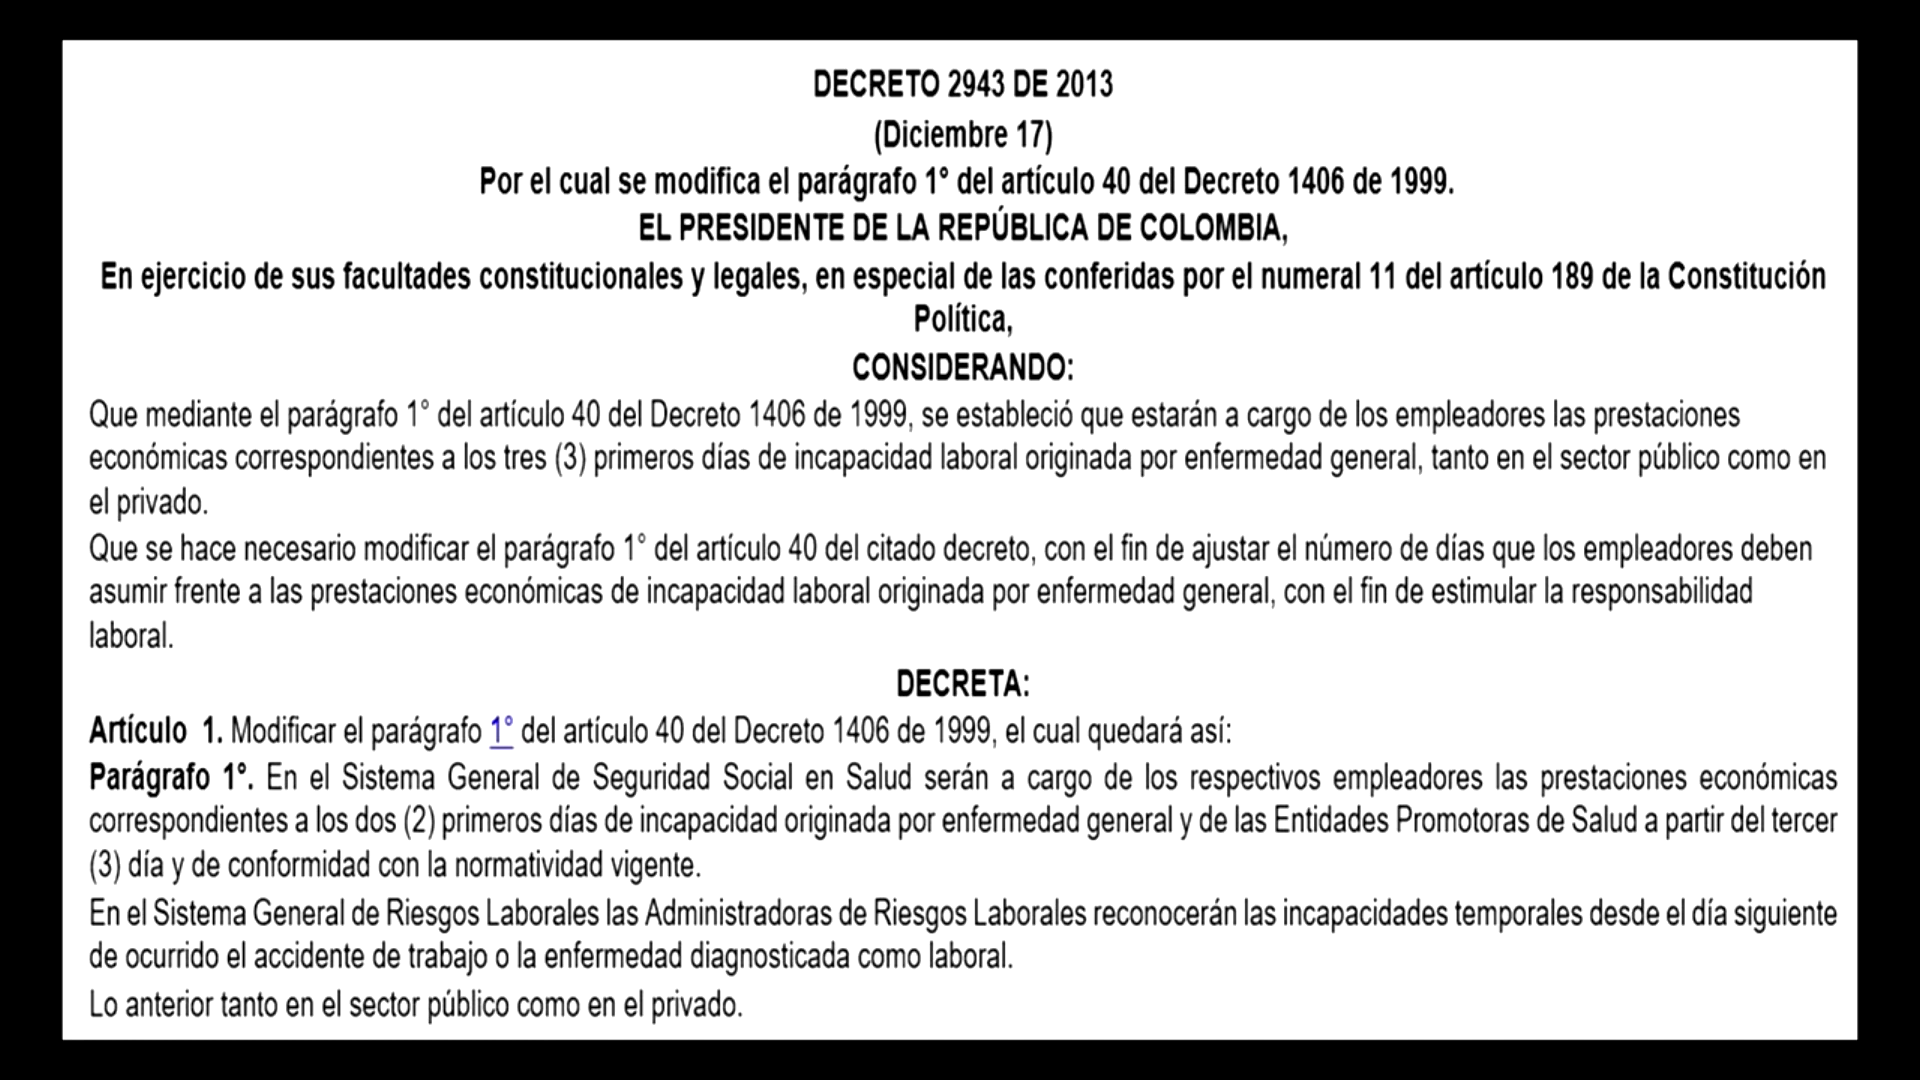 DECRETO 2943 DE 2013
(Diciembre 17)
Por el cual se modifica el parágrafo 1° del artículo 40 del Decreto 1406 de 1999.
EL PRESIDENTE DE LA REPÚBLICA DE COLOMBIA,
En ejercicio de sus facultades constitucionales y legales, en especial de las conferidas por el numeral 11 del artículo 189 de la Constitución
Política,
CONSIDERANDO:
Que mediante el parágrafo 1° del artículo 40 del Decreto 1406 de 1999, se estableció que estarán a cargo de los empleadores las prestaciones
económicas correspondientes a los tres (3) primeros días de incapacidad laboral originada por enfermedad general, tanto en el sector público como en
el privado.
Que se hace necesario modificar el parágrafo 1° del artículo 40 del citado decreto, con el fin de ajustar el número de días que los empleadores deben
asumir frente a las prestaciones económicas de incapacidad laboral originada por enfermedad general, con el fin de estimular la responsabilidad
laboral.
DECRETA:
Artículo 1. Modificar el parágrafo 1° del artículo 40 del Decreto 1406 de 1999, el cual quedará así:
Parágrafo 1°. En el Sistema General de Seguridad Social en Salud serán a cargo de los respectivos empleadores las prestaciones económicas
correspondientes a los dos (2) primeros días de incapacidad originada por enfermedad general y de las Entidades Promotoras de Salud a partir del tercer
(3) día y de conformidad con la normatividad vigente.
En el Sistema General de Riesgos Laborales las Administradoras de Riesgos Laborales reconocerán las incapacidades temporales desde el día siguiente
de ocurrido el accidente de trabajo o la enfermedad diagnosticada como laboral.
Lo anterior tanto en el sector público como en el privado.